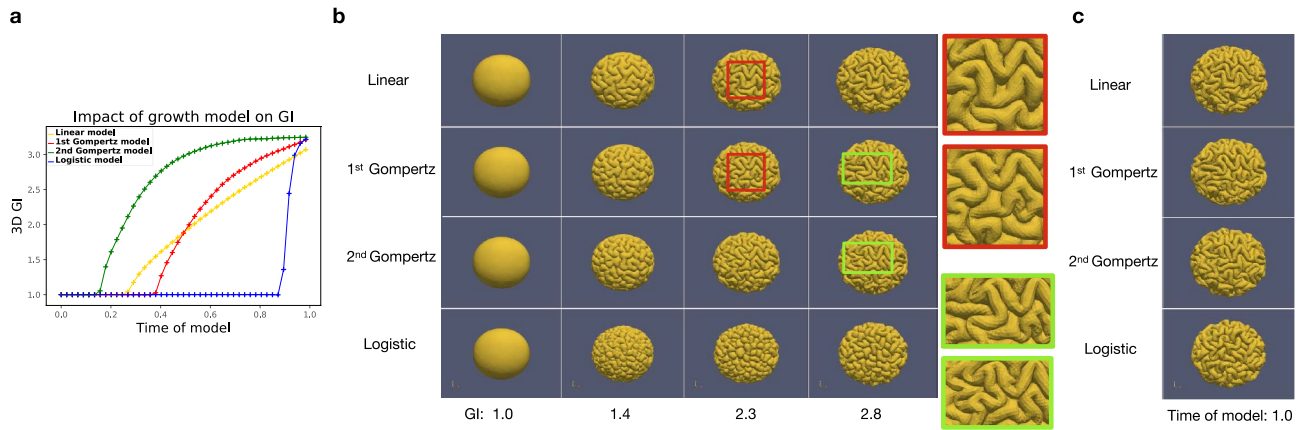 a
Impact of growth model on GI
Linear model
1st Gompertz model
2nd Gompertz model
Logistic model
3D GI
3.0
2.5
2.0
1.5
1.0
0.0 0.2 0.4 0.6 0.8 1.0
Time of model
b
Linear
1st Gompertz
2nd Gompertz
Logistic
GI: 1.0 1.4 2.3 2.8
c
Linear
1st Gompertz
2nd Gompertz
Logistic
Time of model: 1.0